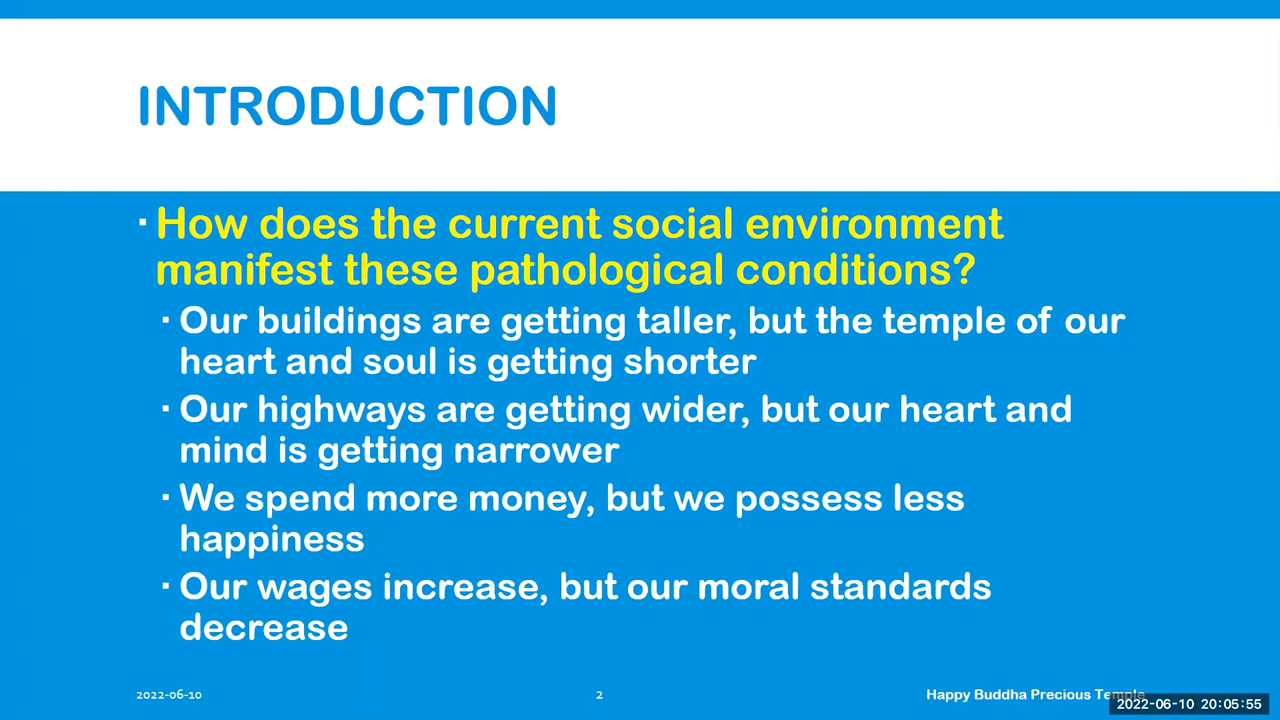 INTRODUCTION
▪ How does the current social environment
manifest these pathological conditions?
▪ Our buildings are getting taller, but the temple of our
heart and soul is getting shorter
▪ Our highways are getting wider, but our heart and
mind is getting narrower
▪ We spend more money, but we possess less
happiness
▪ Our wages increase, but our moral standards
decrease
2022-06-10
2
Happy Buddha Precious Temple
2022-06-10 20:05:55